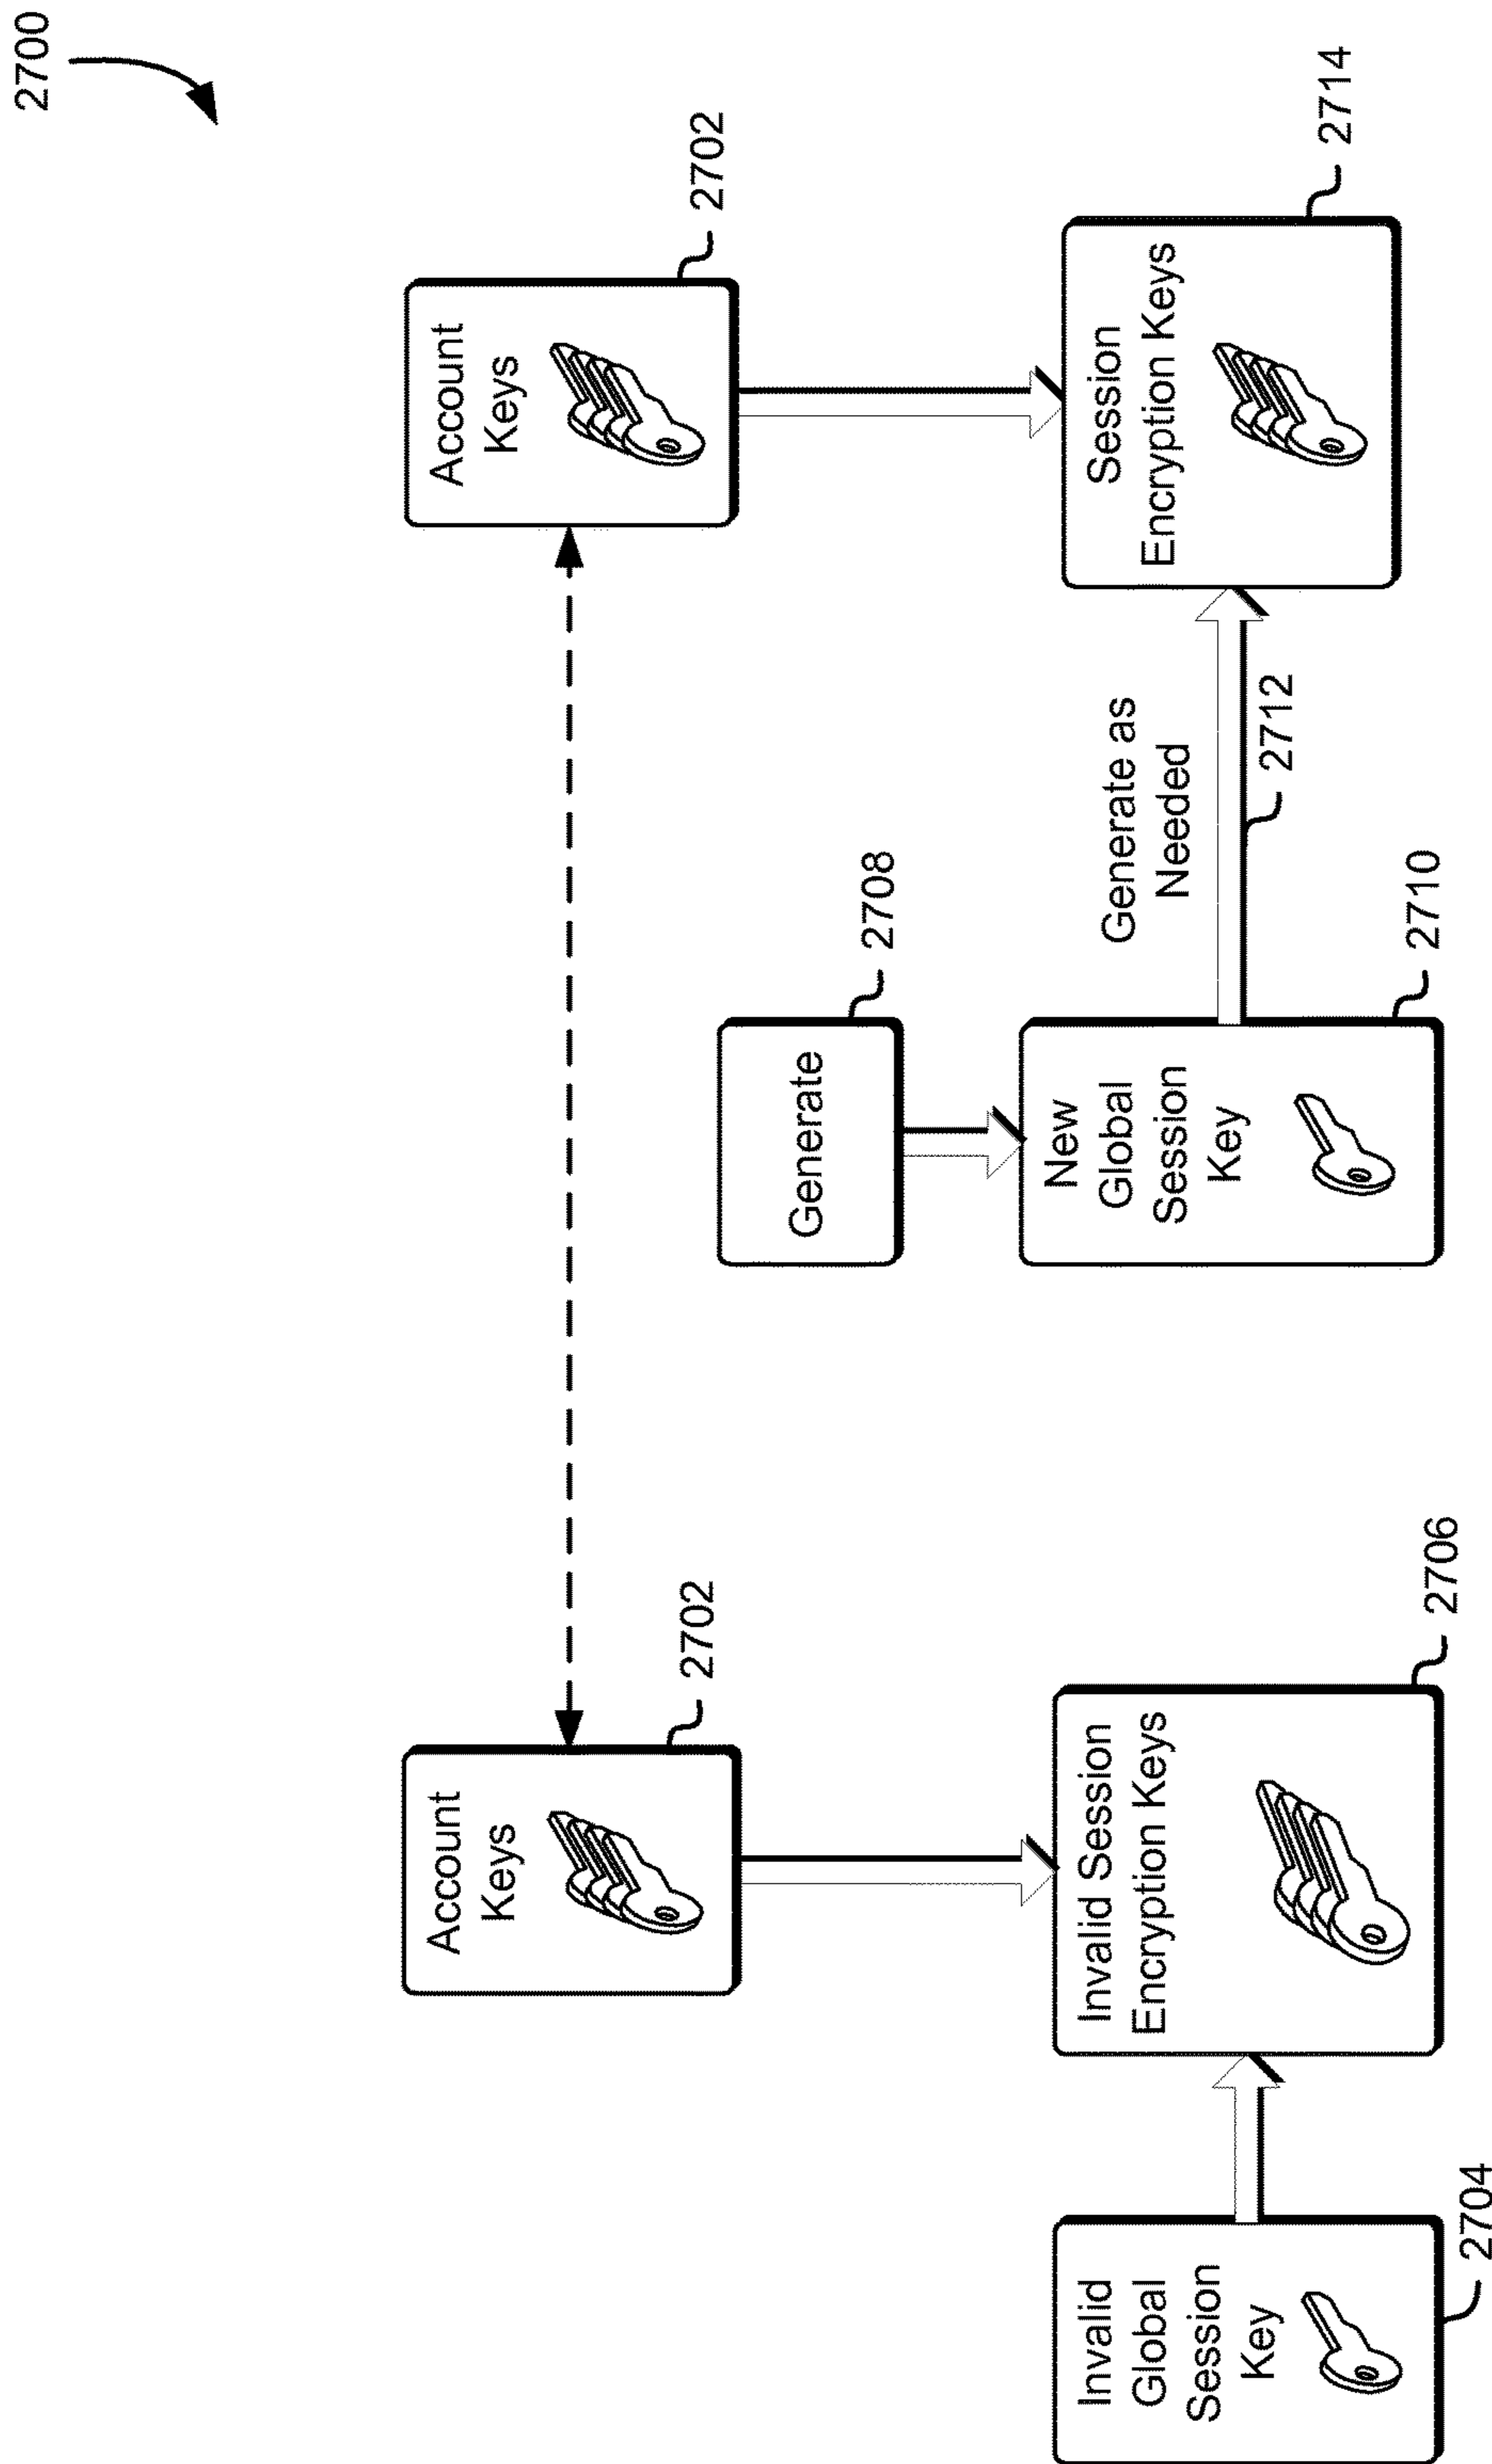 2700
Account
Keys
2702
Account
Keys
2702
Generate
2708
Invalid
Global
Session
Key
2704
Invalid Session
Encryption Keys
2706
New
Global
Session
Key
2710
Generate as
Needed
2712
Session
Encryption Keys
2714